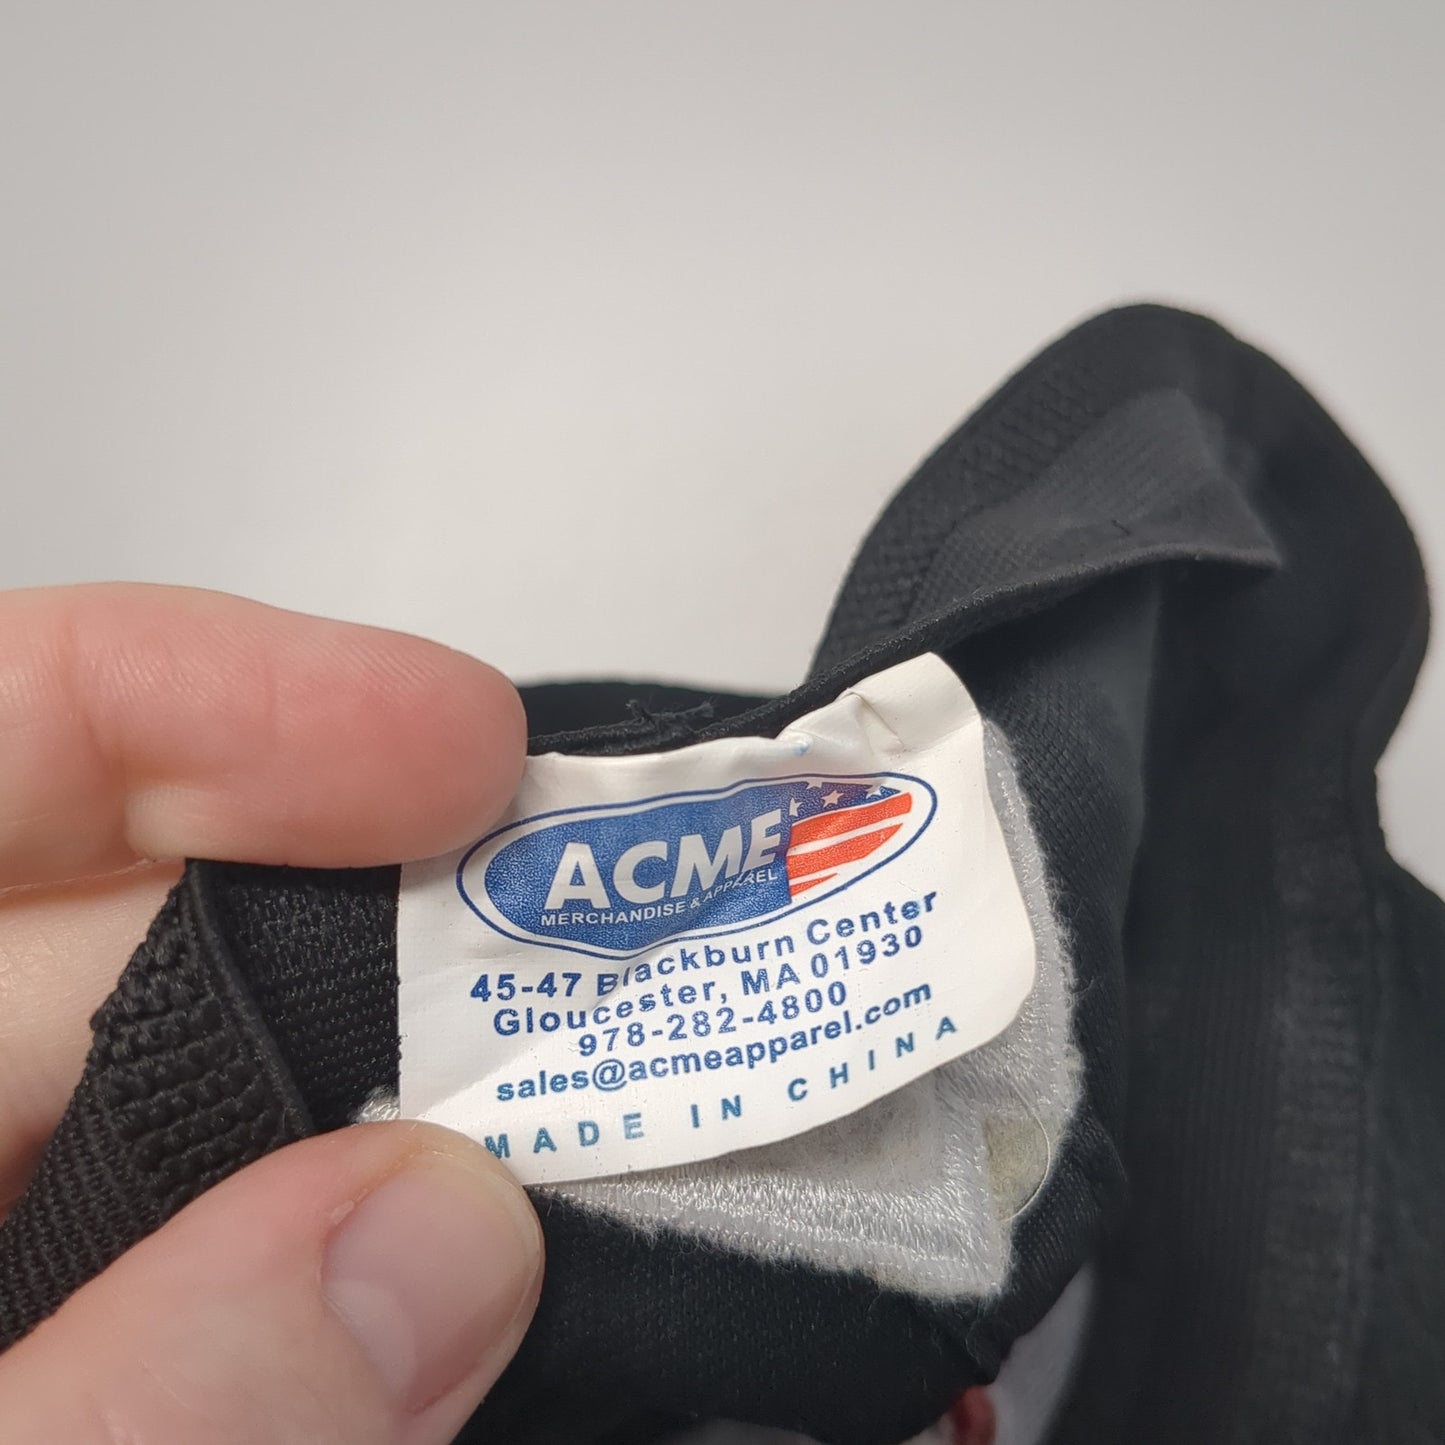 ACME
MERCHANDISE & APPAREL
45-47 Blackburn Center
Gloucester, MA 01930
978-282-4800
sales@acmeapparel.com
MADE IN CHINA